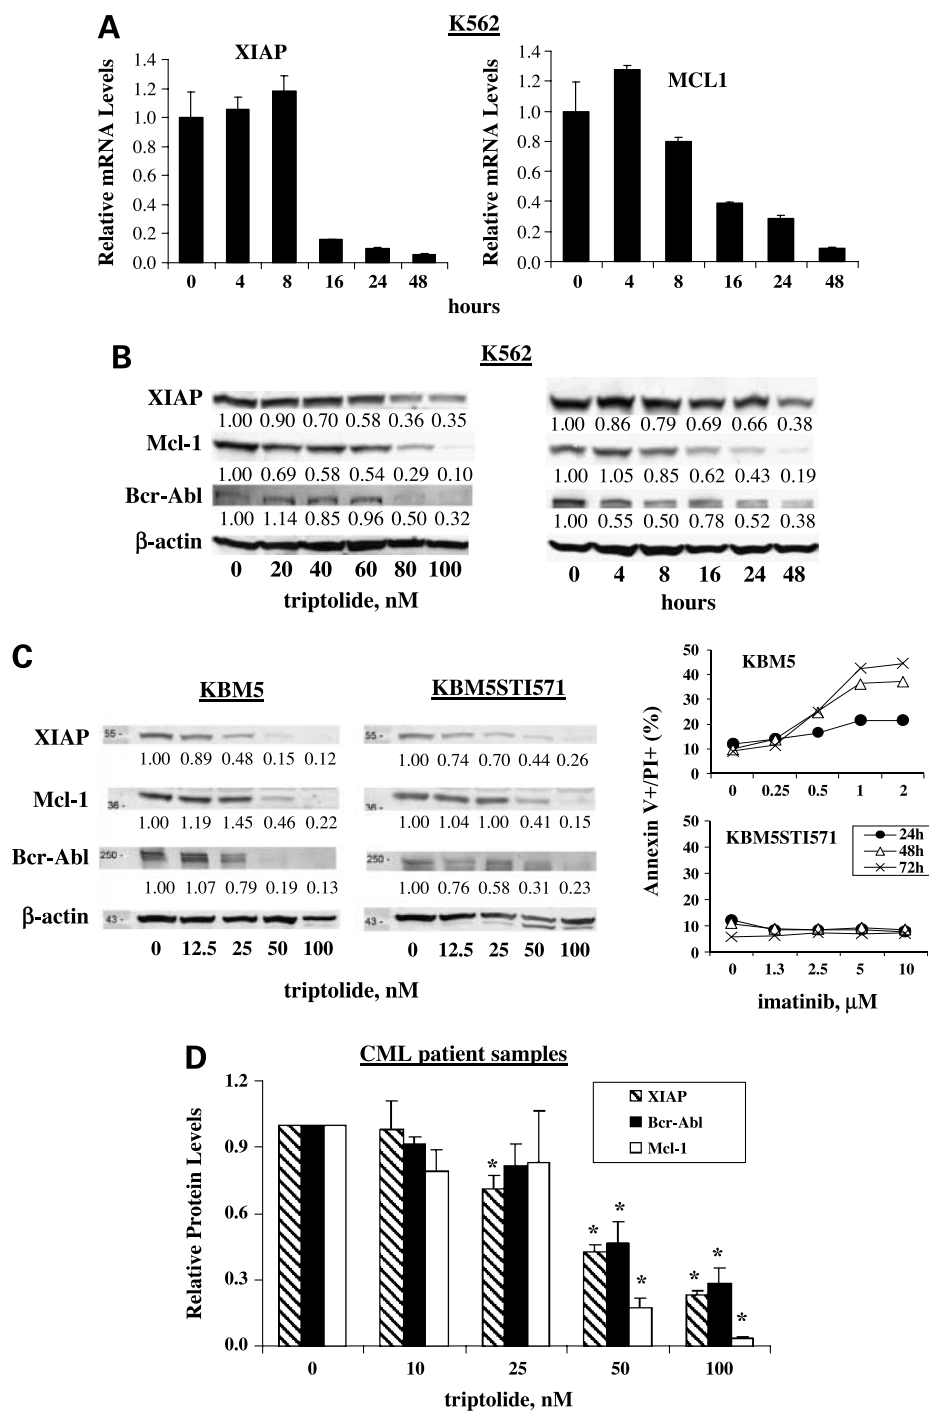 A
K562
XIAP
MCL1
Relative mRNA Levels
1.4
1.2
1.0
0.8
0.6
0.4
0.2
0.0
0 4 8 16 24 48
Relative mRNA Levels
1.4
1.2
1.0
0.8
0.6
0.4
0.2
0.0
0 4 8 16 24 48
hours
B
K562
XIAP
1.00 0.90 0.70 0.58 0.36 0.35
1.00 0.86 0.79 0.69 0.66 0.38
Mcl-1
1.00 0.69 0.58 0.54 0.29 0.10
1.00 1.05 0.85 0.62 0.43 0.19
Bcr-Abl
1.00 1.14 0.85 0.96 0.50 0.32
1.00 0.55 0.50 0.78 0.52 0.38
β-actin
0 20 40 60 80 100
triptolide, nM
0 4 8 16 24 48
hours
C
KBM5
KBM5STI571
XIAP
55 -
1.00 0.89 0.48 0.15 0.12
55 -
1.00 0.74 0.70 0.44 0.26
Mcl-1
36 -
1.00 1.19 1.45 0.46 0.22
36 -
1.00 1.04 1.00 0.41 0.15
Bcr-Abl
250 -
1.00 1.07 0.79 0.19 0.13
250 -
1.00 0.76 0.58 0.31 0.23
β-actin
43 -
43 -
0 12.5 25 50 100
0 12.5 25 50 100
triptolide, nM
Annexin V+/PI+ (%)
KBM5
50
40
30
20
10
0
0 0.25 0.5 1 2
KBM5STI571
24h
48h
72h
50
40
30
20
10
0
0 1.3 2.5 5 10
imatinib, μM
D
CML patient samples
Relative Protein Levels
1.2
0.9
0.6
0.3
0.0
XIAP
Bcr-Abl
Mcl-1
*
* * *
* * *
0 10 25 50 100
triptolide, nM